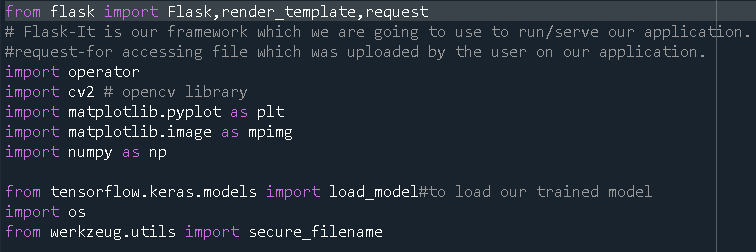 from flask import Flask,render_template,request
# Flask-It is our framework which we are going to use to run/serve our application.
#request-for accessing file which was uploaded by the user on our application.
import operator
import cv2 # opencv library
import matplotlib.pyplot as plt
import matplotlib.image as mpimg
import numpy as np

from tensorflow.keras.models import load_model#to load our trained model
import os
from werkzeug.utils import secure_filename